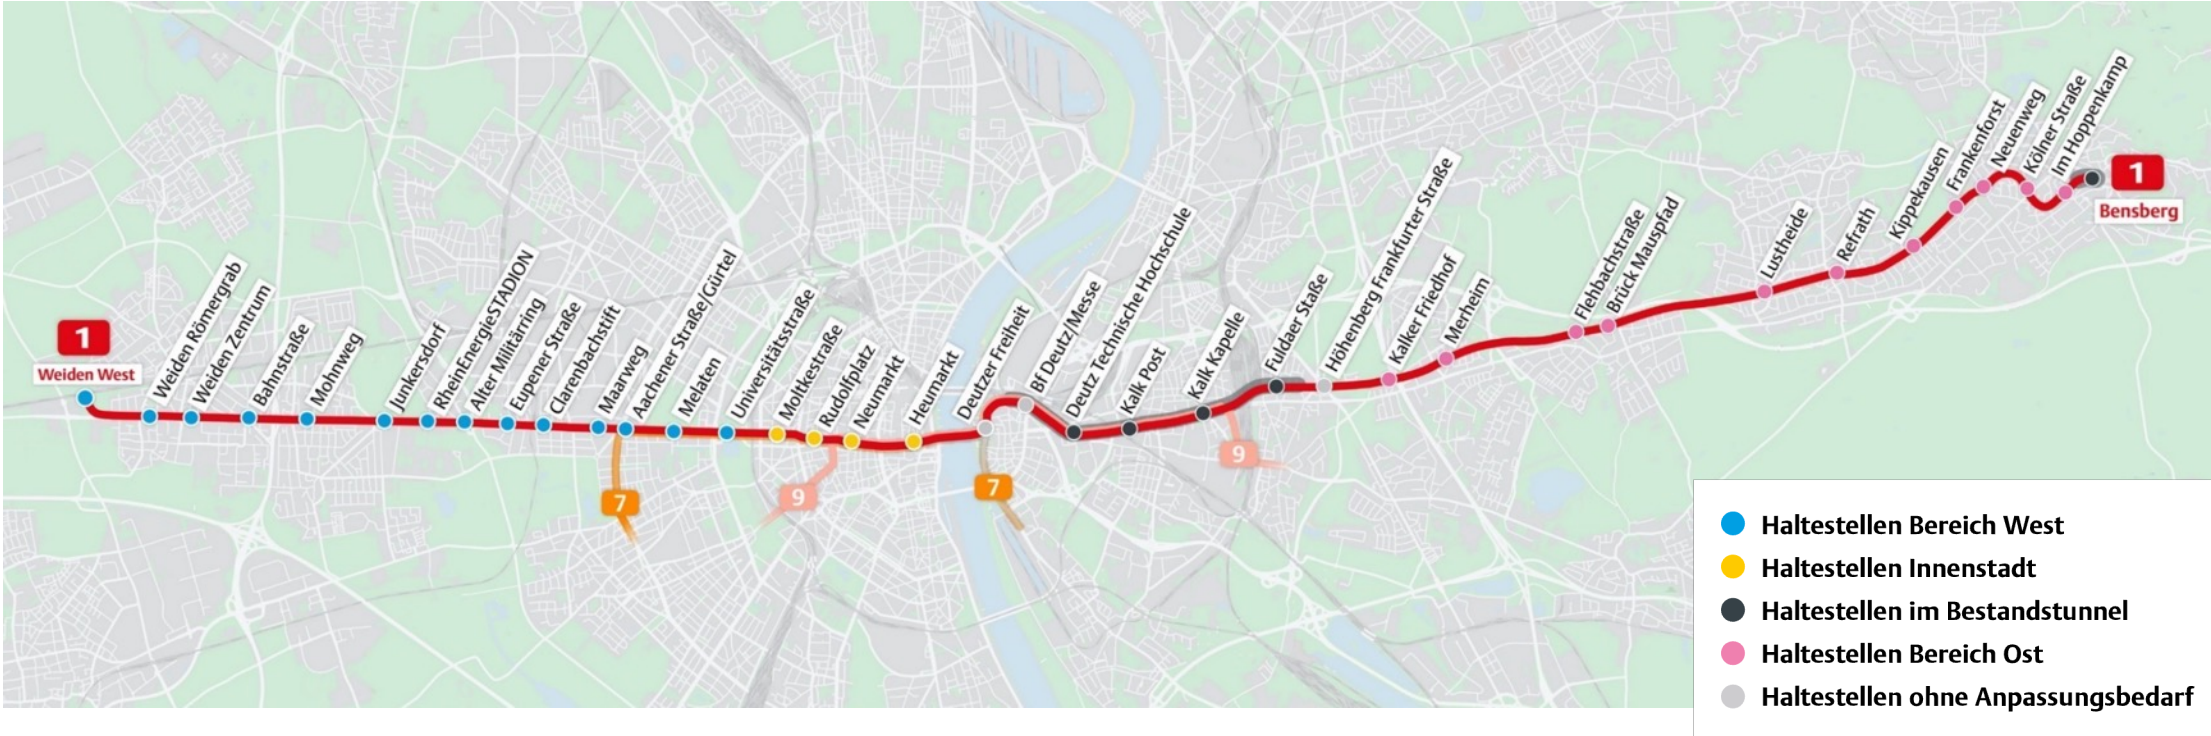 1
Weiden West
Weiden Römergrab
Weiden Zentrum
Bahnstraße
Mohnweg
Junkersdorf
RheinEnergieSTADION
Alter Militärring
Eupener Straße
Clarenbachstift
Maarweg
Aachener Straße/Gürtel
Melaten
Universitätsstraße
Moltkestraße
Rudolfplatz
Neumarkt
Heumarkt
Deutzer Freiheit
Bf Deutz/Messe
Deutz Technische Hochschule
Kalk Post
Kalk Kapelle
Fuldaer Staße
Höhenberg Frankfurter Straße
Kalker Friedhof
Merheim
Flehbachstraße
Brück Mauspfad
Lustheide
Refrath
Kippekausen
Frankenforst
Neuenweg
Kölner Straße
Im Hoppenkamp
1
Bensberg
7
9
7
9
Haltestellen Bereich West
Haltestellen Innenstadt
Haltestellen im Bestandstunnel
Haltestellen Bereich Ost
Haltestellen ohne Anpassungsbedarf